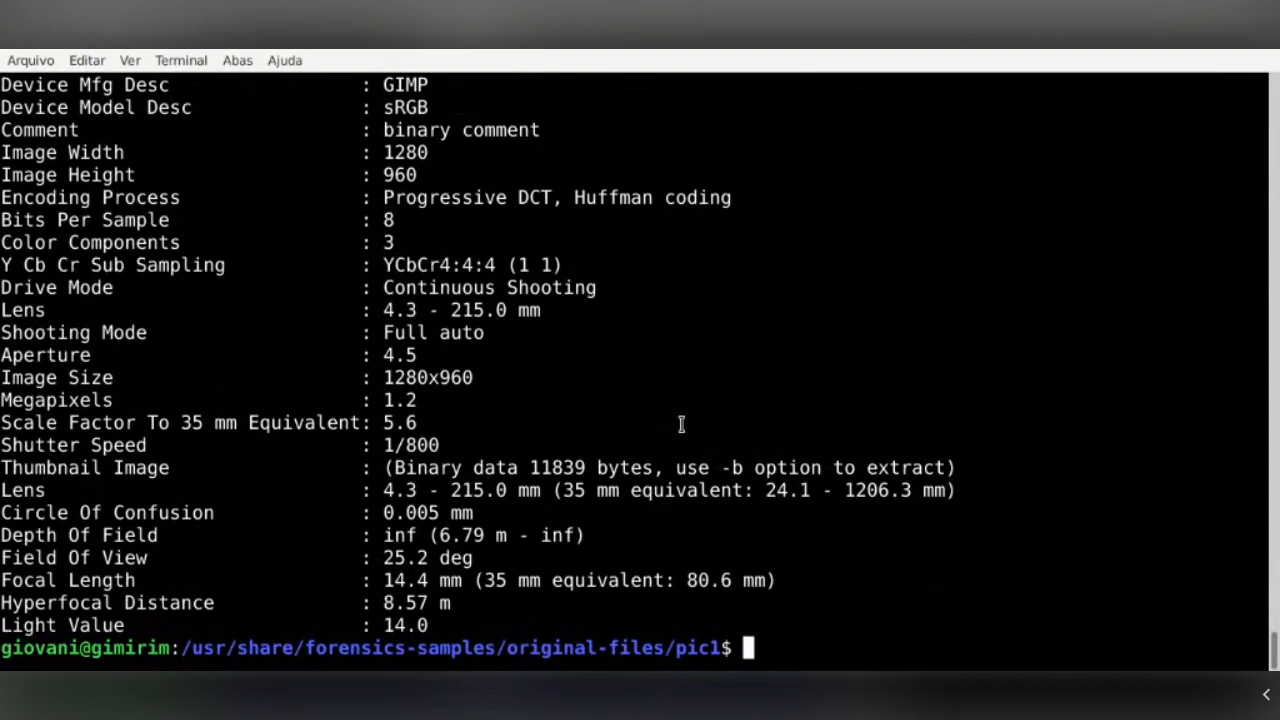 Arquivo Editar Ver Terminal Abas Ajuda
Device Mfg Desc : GIMP
Device Model Desc : sRGB
Comment : binary comment
Image Width : 1280
Image Height : 960
Encoding Process : Progressive DCT, Huffman coding
Bits Per Sample : 8
Color Components : 3
Y Cb Cr Sub Sampling : YCbCr4:4:4 (1 1)
Drive Mode : Continuous Shooting
Lens : 4.3 - 215.0 mm
Shooting Mode : Full auto
Aperture : 4.5
Image Size : 1280x960
Megapixels : 1.2
Scale Factor To 35 mm Equivalent: 5.6
Shutter Speed : 1/800
Thumbnail Image : (Binary data 11839 bytes, use -b option to extract)
Lens : 4.3 - 215.0 mm (35 mm equivalent: 24.1 - 1206.3 mm)
Circle Of Confusion : 0.005 mm
Depth Of Field : inf (6.79 m - inf)
Field Of View : 25.2 deg
Focal Length : 14.4 mm (35 mm equivalent: 80.6 mm)
Hyperfocal Distance : 8.57 m
Light Value : 14.0
giovani@gimirim:/usr/share/forensics-samples/original-files/pic1$